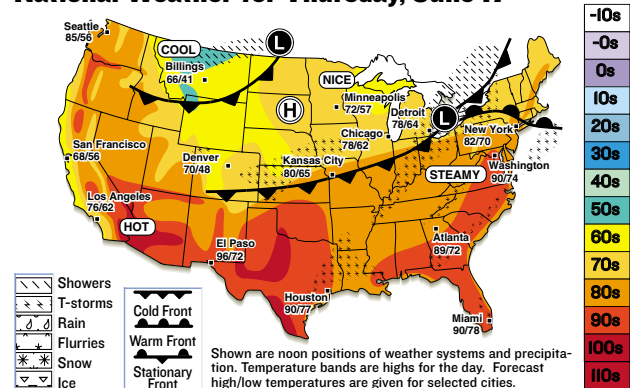 National Weather for Thursday, June 17
Seattle
85/56
COOL
L
Billings
66/41
NICE
H
Minneapolis
72/57
Detroit
78/64
L
Chicago
78/62
New York
82/70
San Francisco
68/56
Denver
70/48
Kansas City
80/65
Washington
90/74
STEAMY
Los Angeles
76/62
HOT
El Paso
96/72
Atlanta
89/72
Houston
90/77
Miami
90/78
-10s
-0s
0s
10s
20s
30s
40s
50s
60s
70s
80s
90s
100s
110s
Showers
T-storms
Rain
Flurries
Snow
Ice
Cold Front
Warm Front
Stationary
Front
Shown are noon positions of weather systems and precipita-
tion. Temperature bands are highs for the day. Forecast
high/low temperatures are given for selected cities.